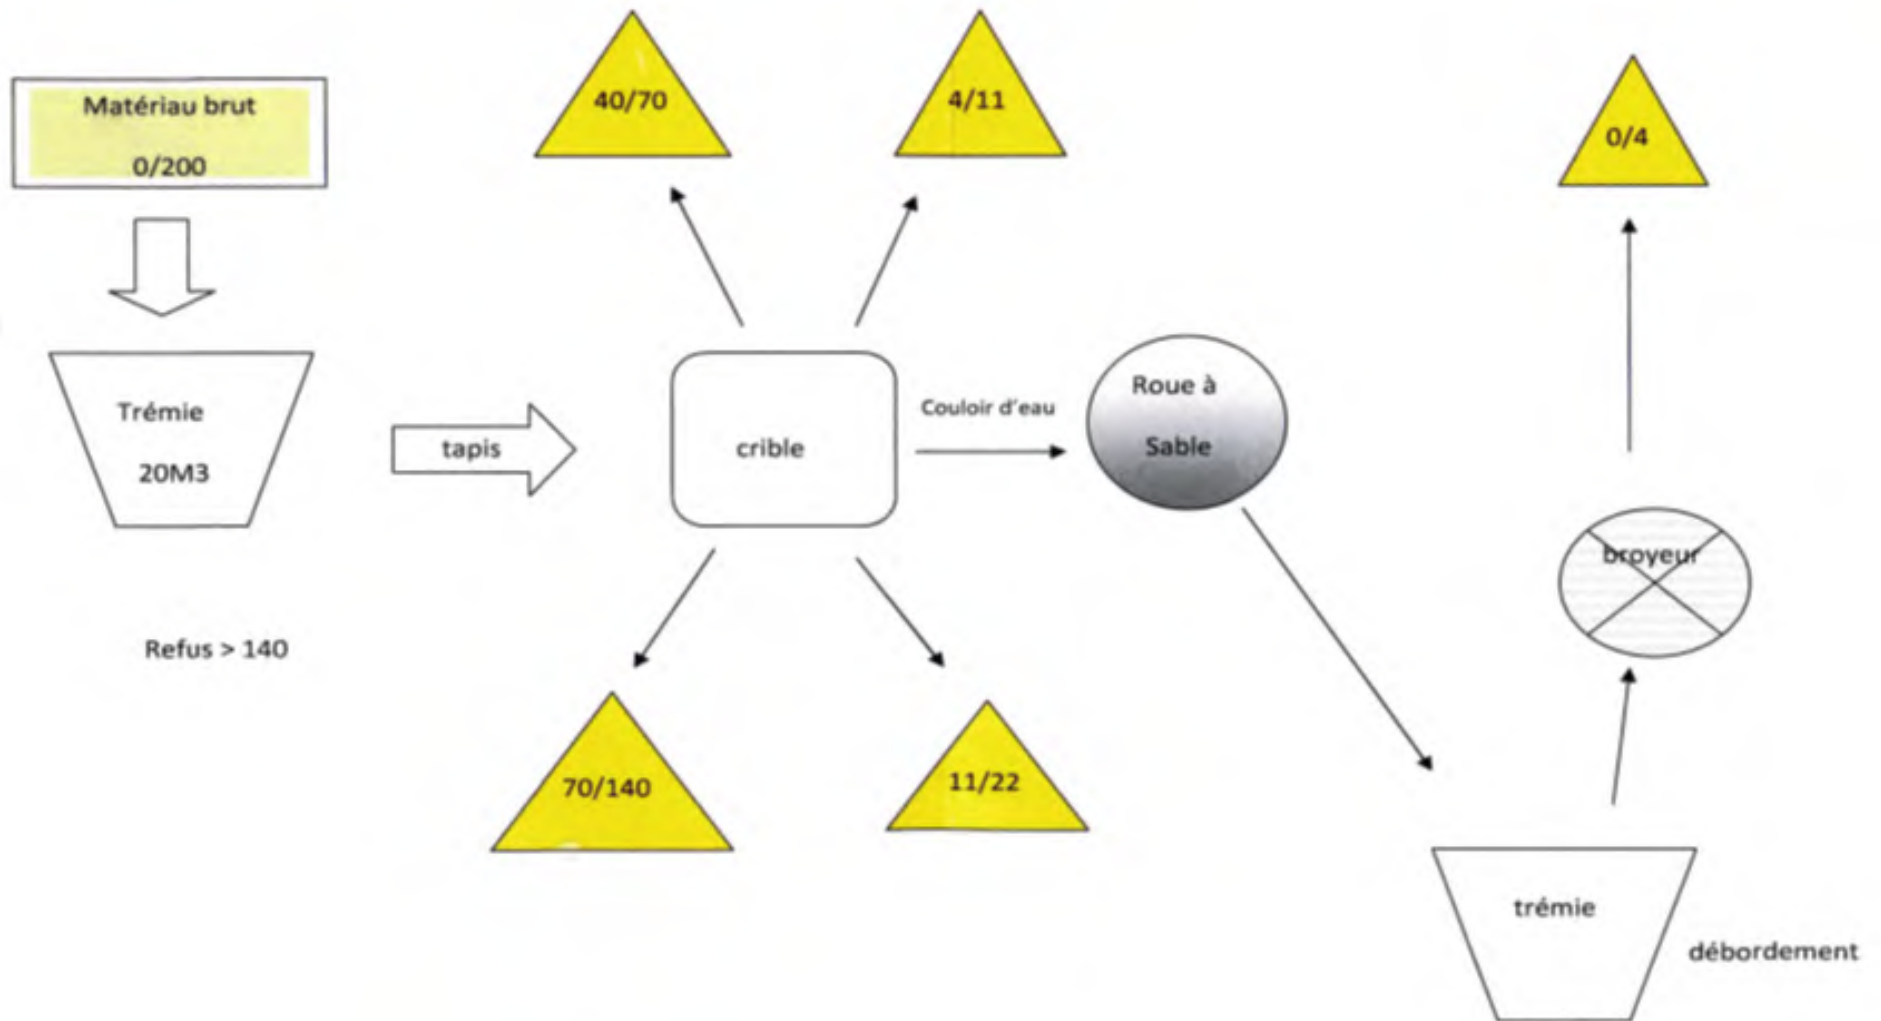 Matériau brut
0/200
40/70
4/11
0/4
Trémie
20M3
tapis
crible
Couloir d'eau
Roue à
Sable
broyeur
Refus > 140
70/140
11/22
trémie
débordement